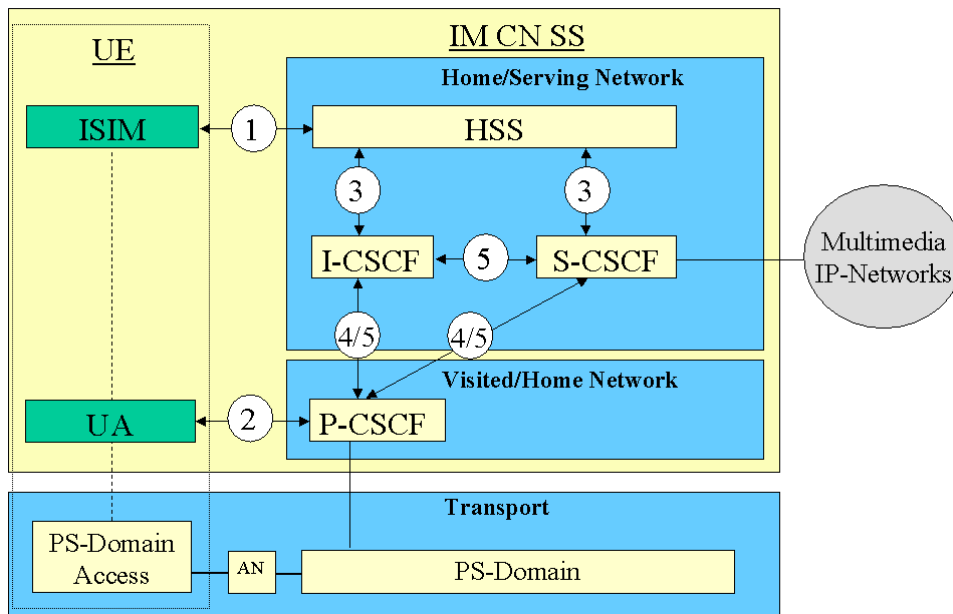 UE
IM CN SS
Home/Serving Network
ISIM
1
HSS
3
3
I-CSCF
5
S-CSCF
Multimedia
IP-Networks
4/5
4/5
Visited/Home Network
UA
2
P-CSCF
Transport
PS-Domain
Access
AN
PS-Domain